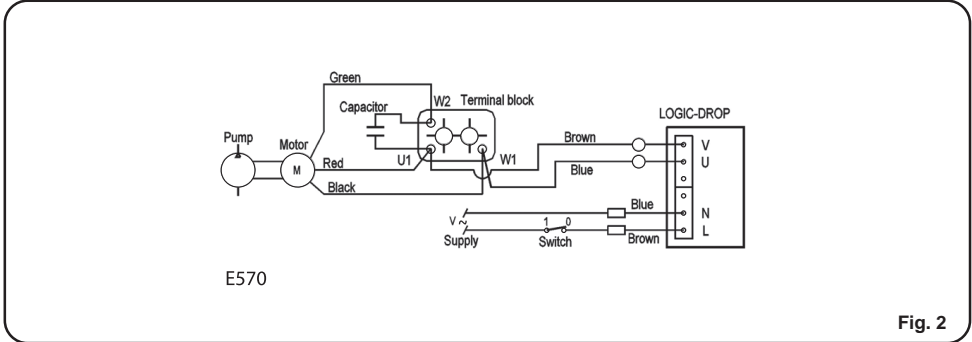 Green
Capacitor
W2
Terminal block
LOGIC-DROP
Pump
Motor
M
Red
Black
U1
W1
Brown
Blue
V
U
Blue
N
L
V ~
Supply
1 0
Switch
Brown
E570
Fig. 2